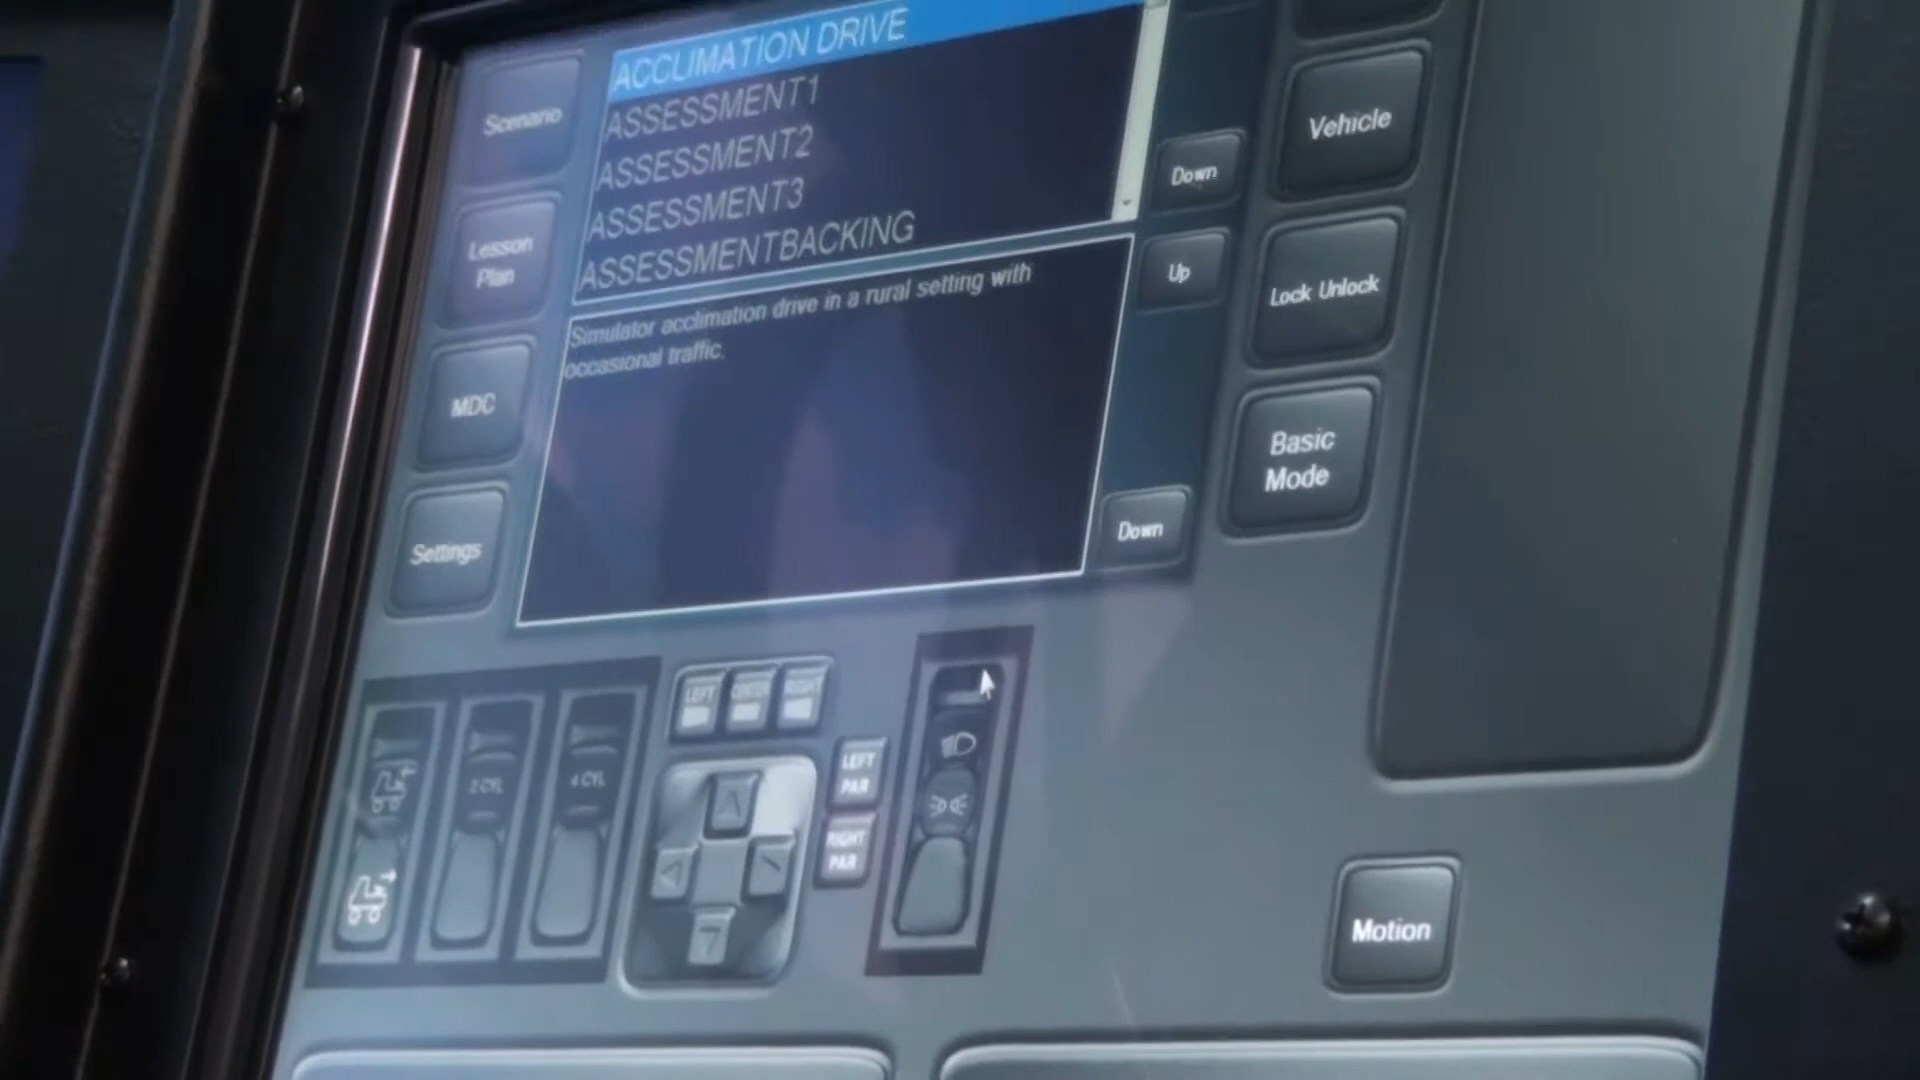 ACCLIMATION DRIVE
ASSESSMENT1
ASSESSMENT2
ASSESSMENT3
ASSESSMENTBACKING
Simulator acclimation drive in a rural setting with
occasional traffic.
Scenario
Lesson
Plan
MDC
Settings
Down
Up
Down
Vehicle
Lock Unlock
Basic
Mode
2 CYL
4 CYL
LEFT
CENTER
RIGHT
LEFT
PAR
RIGHT
PAR
Motion